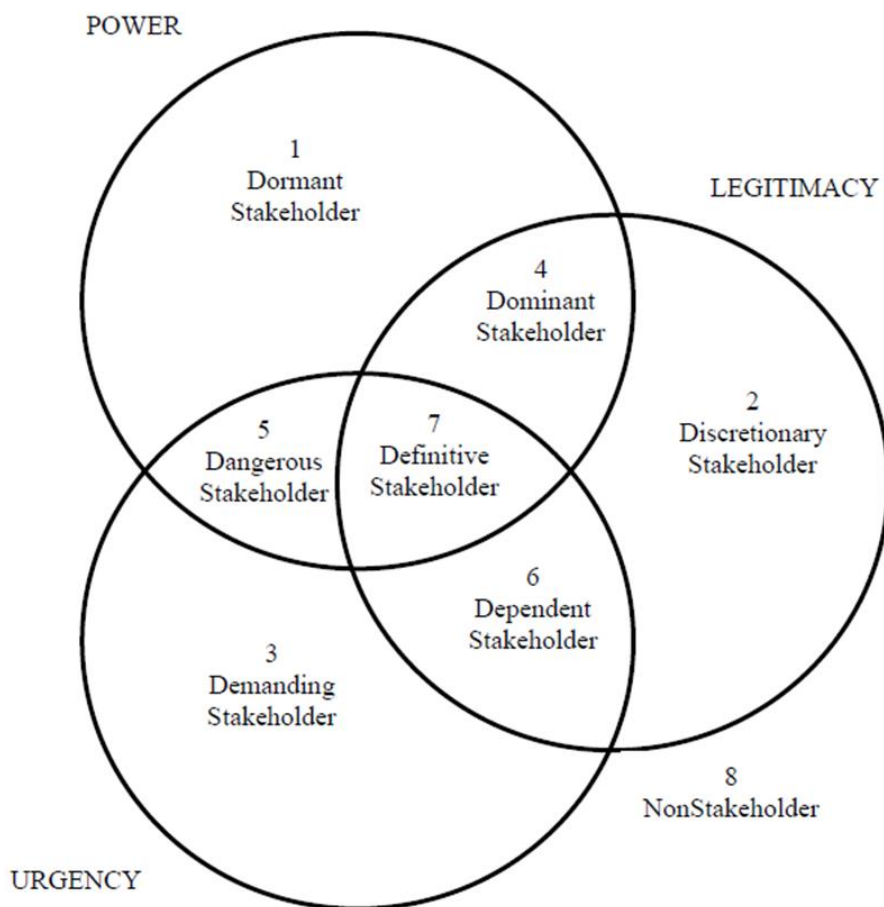 POWER
1
Dormant
Stakeholder
LEGITIMACY
4
Dominant
Stakeholder
2
Discretionary
Stakeholder
5
Dangerous
Stakeholder
7
Definitive
Stakeholder
6
Dependent
Stakeholder
3
Demanding
Stakeholder
8
NonStakeholder
URGENCY